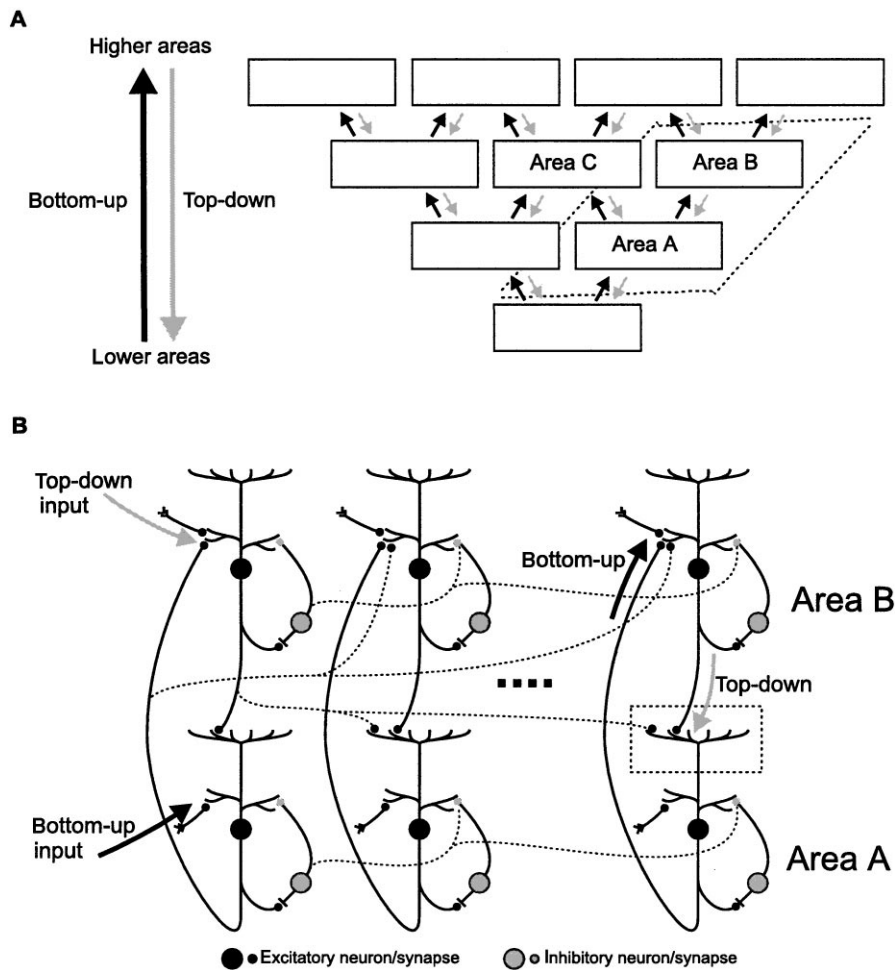 A
Higher areas
Bottom-up
Top-down
Lower areas
Area C
Area B
Area A
B
Top-down
input
Bottom-up
Area B
Top-down
Bottom-up
input
Area A
Excitatory neuron/synapse
Inhibitory neuron/synapse